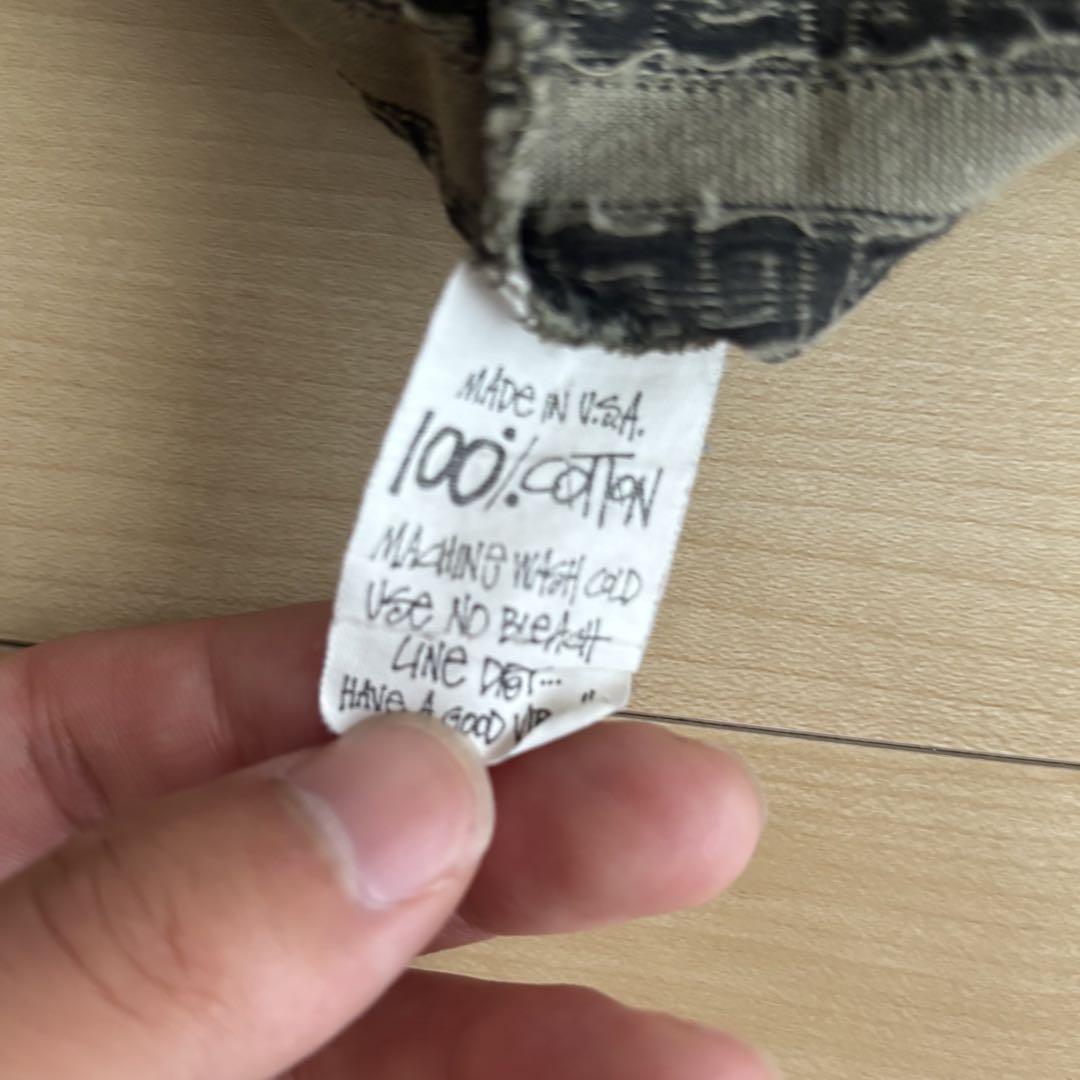 MADE IN U.S.A.
100% COTTON
MACHINE WASH COLD
USE NO BLEACH
LINE DRY...
HAVE A GOOD "